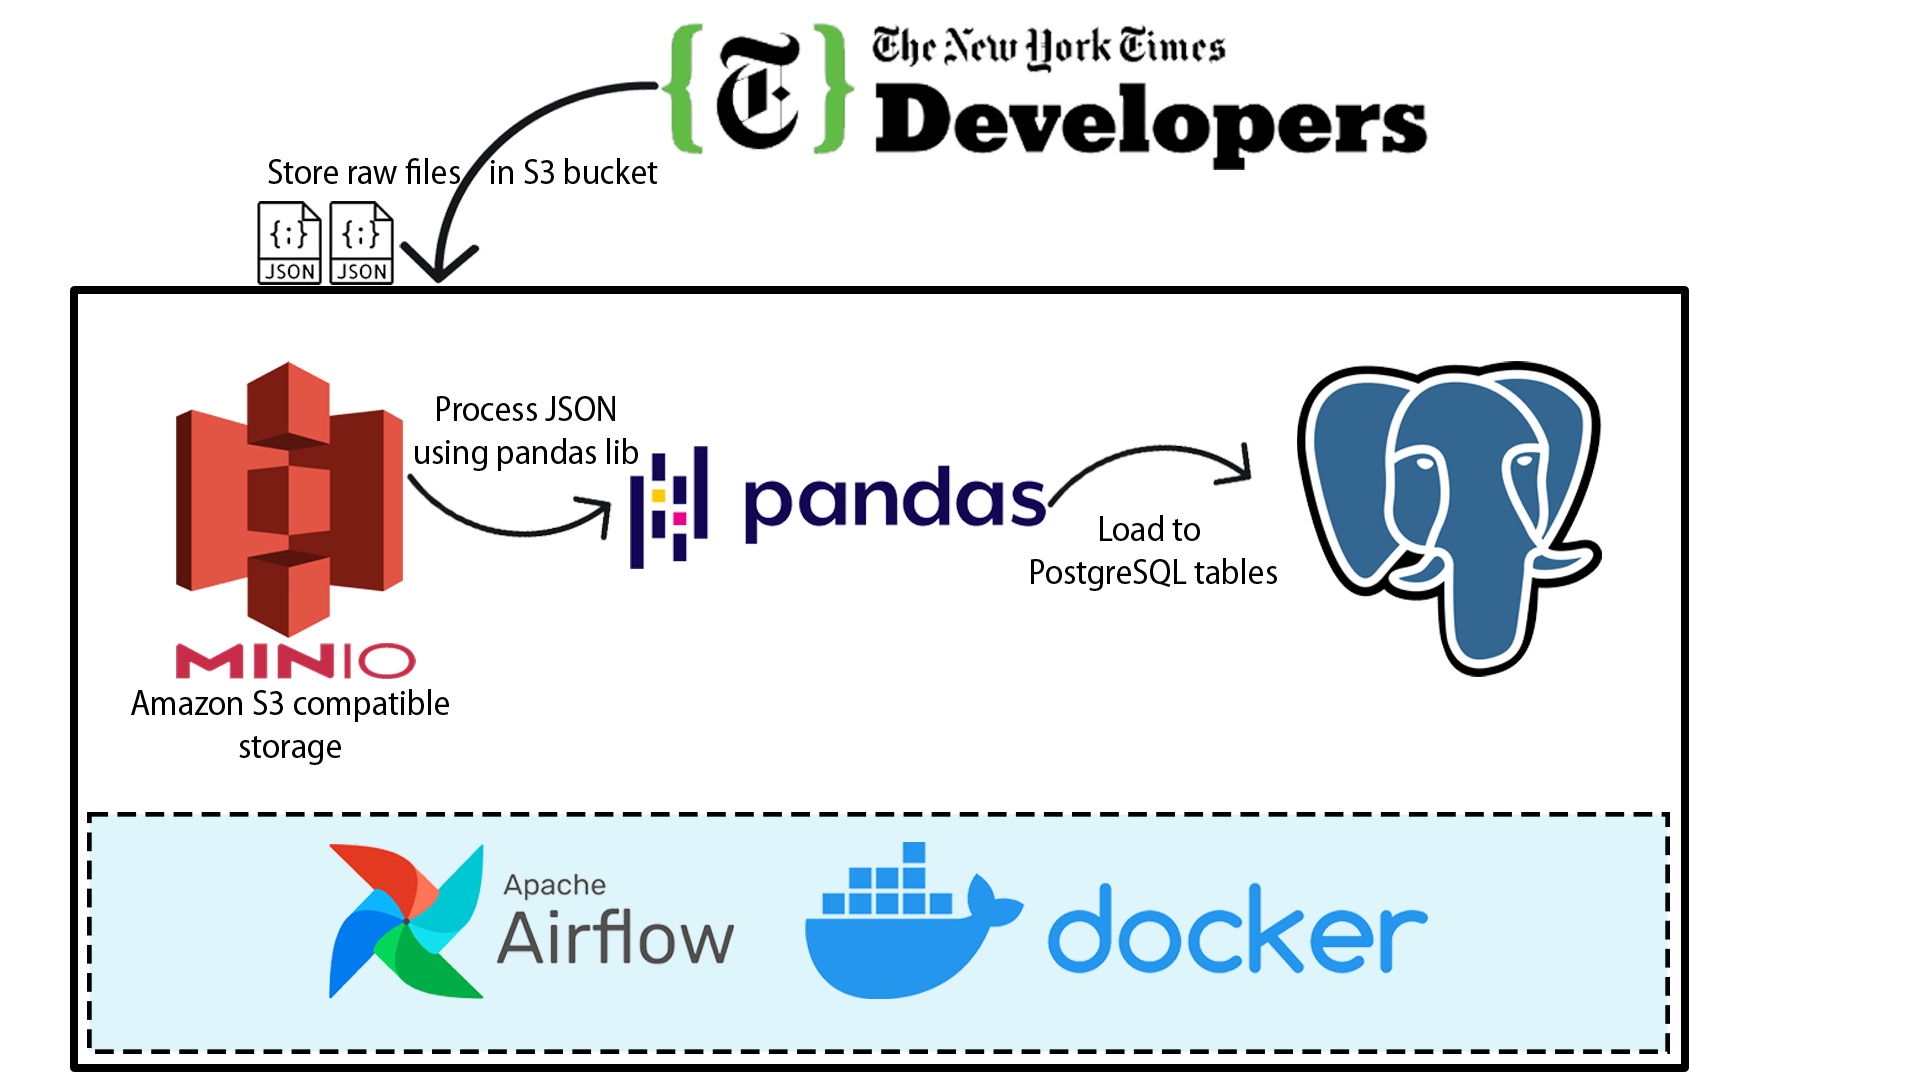 The New York Times
Developers
Store raw files in S3 bucket
{;} {;}
JSON JSON
Process JSON
using pandas lib
pandas
Load to
PostgreSQL tables
MINIO
Amazon S3 compatible
storage
Apache
Airflow
docker